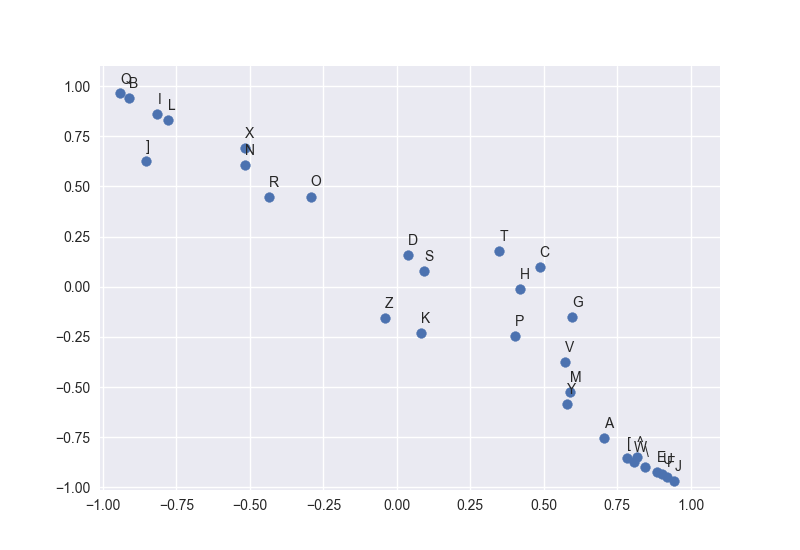 1.00
0.75
0.50
0.25
0.00
−0.25
−0.50
−0.75
−1.00
Q
B
I
L
]
X
N
R
O
D
S
T
C
H
Z
K
P
G
V
M
Y
A
[
^
W
\
E
U
F
J
−1.00 −0.75 −0.50 −0.25 0.00 0.25 0.50 0.75 1.00